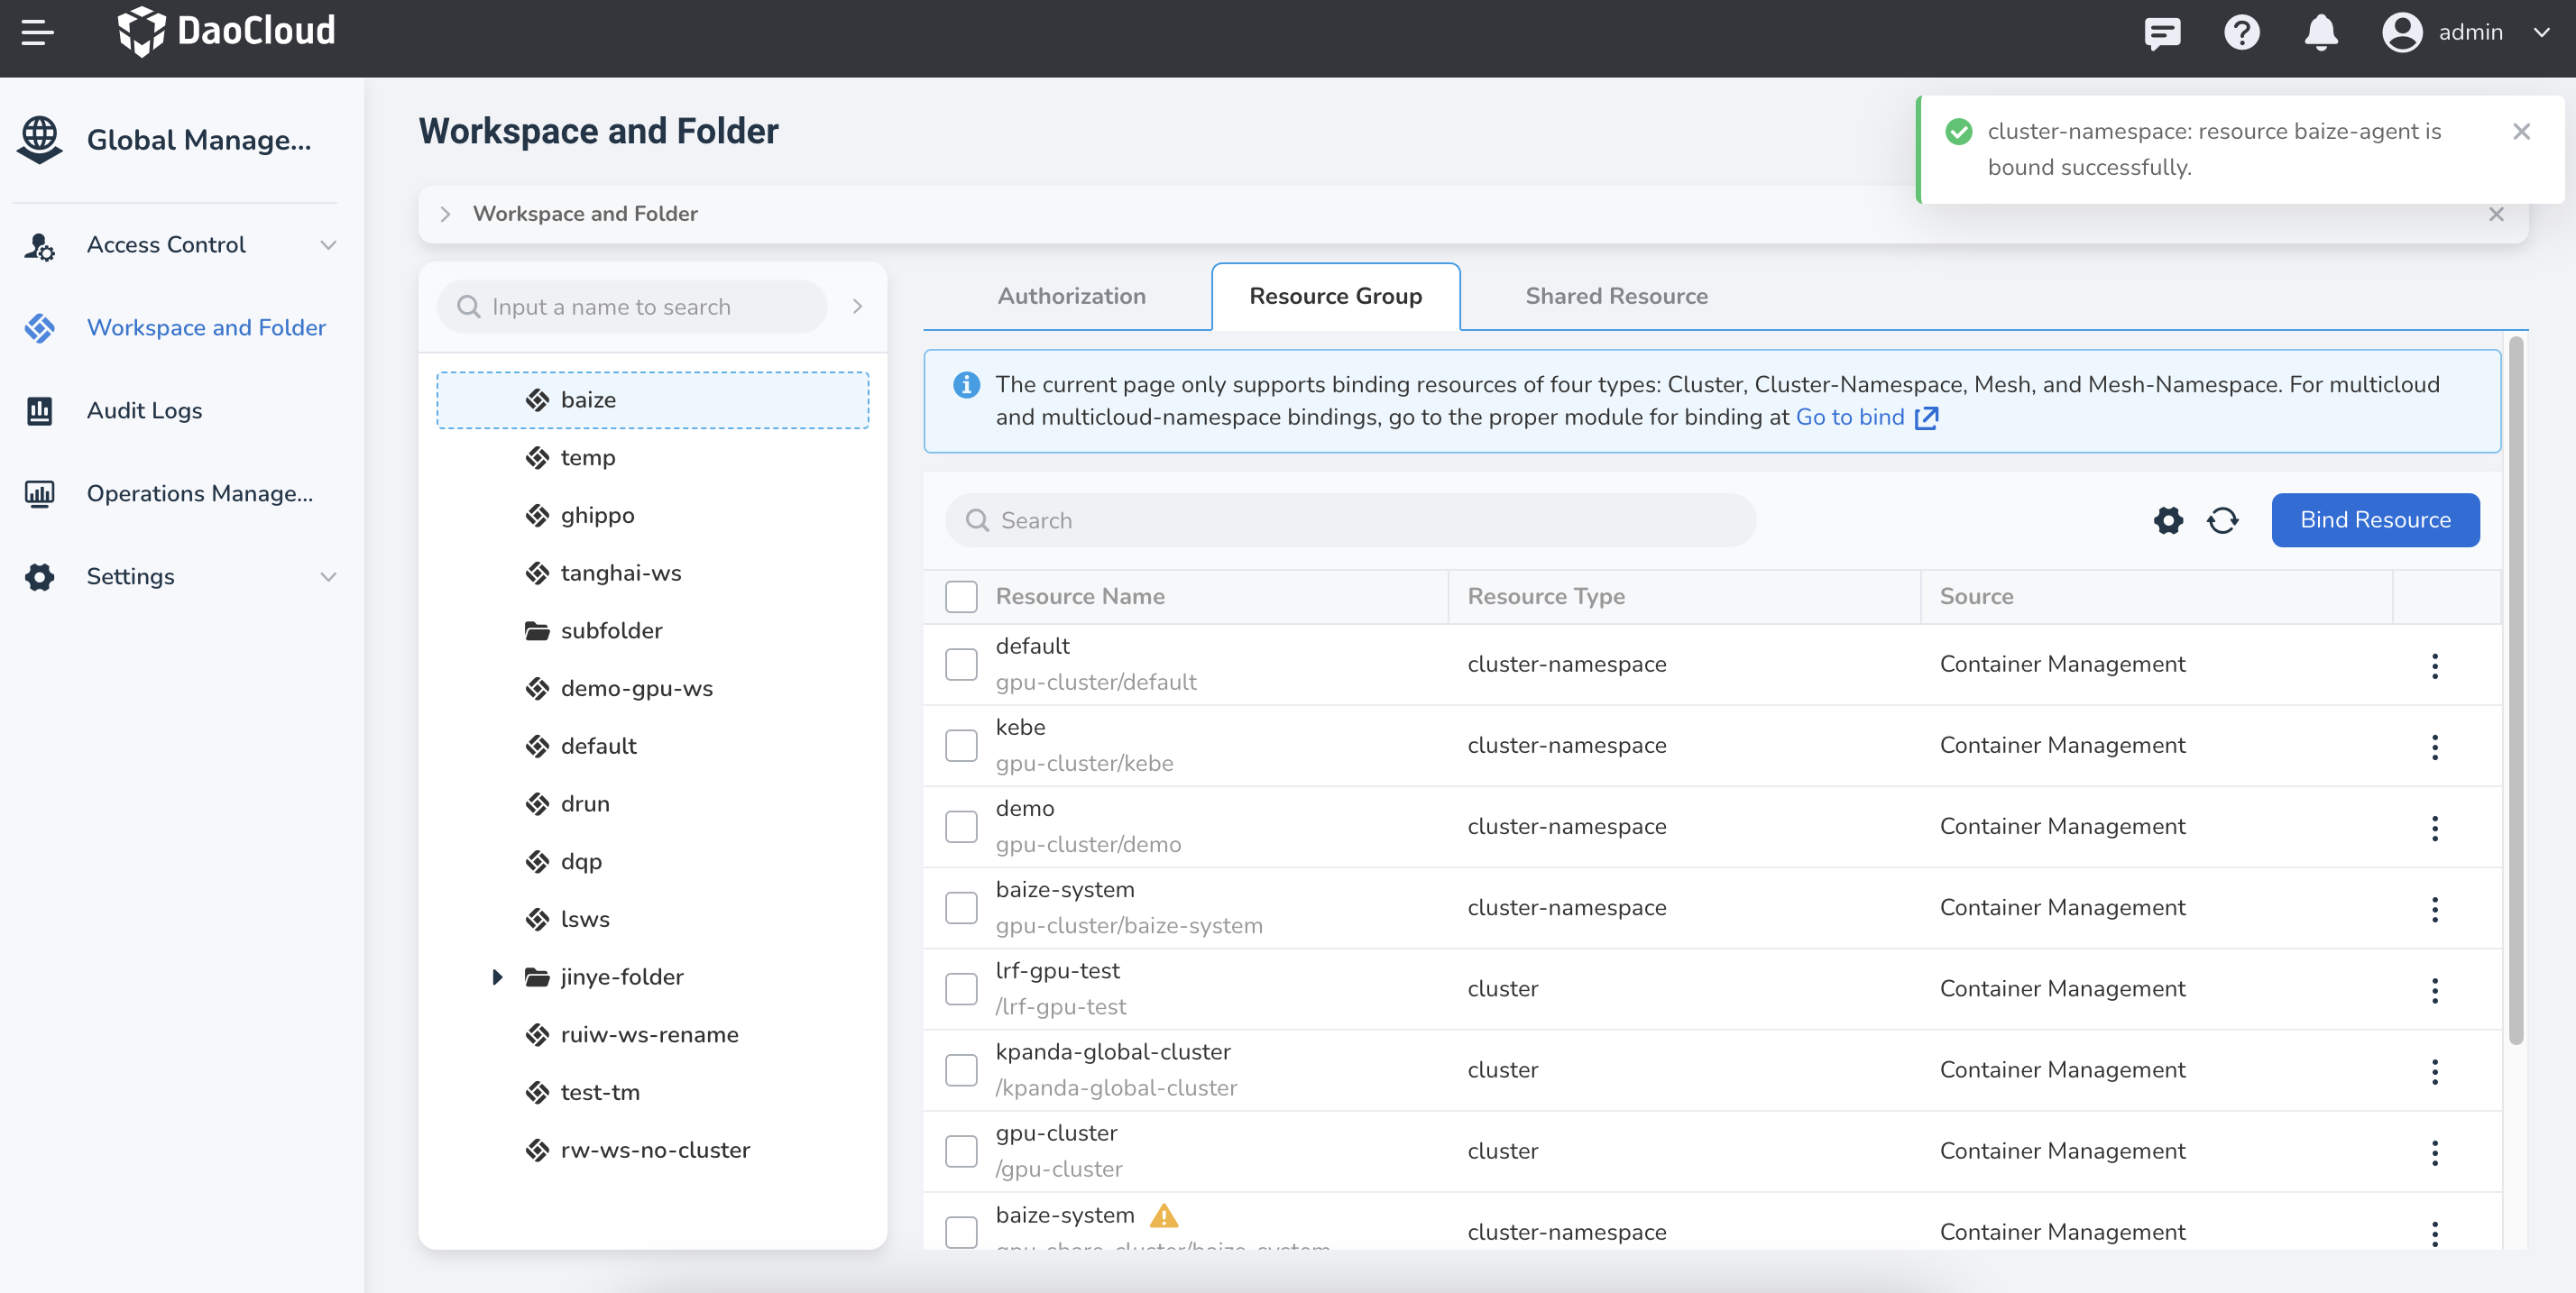 DaoCloud
admin
Global Manage...
Access Control
Workspace and Folder
Audit Logs
Operations Manage...
Settings
Workspace and Folder
cluster-namespace: resource baize-agent is
bound successfully.
Workspace and Folder
Input a name to search
baize
temp
ghippo
tanghai-ws
subfolder
demo-gpu-ws
default
drun
dqp
lsws
jinye-folder
ruiw-ws-rename
test-tm
rw-ws-no-cluster
Authorization
Resource Group
Shared Resource
The current page only supports binding resources of four types: Cluster, Cluster-Namespace, Mesh, and Mesh-Namespace. For multicloud
and multicloud-namespace bindings, go to the proper module for binding at Go to bind
Search
Bind Resource
Resource Name Resource Type Source
default
gpu-cluster/default
cluster-namespace Container Management
kebe
gpu-cluster/kebe
cluster-namespace Container Management
demo
gpu-cluster/demo
cluster-namespace Container Management
baize-system
gpu-cluster/baize-system
cluster-namespace Container Management
lrf-gpu-test
/lrf-gpu-test
cluster Container Management
kpanda-global-cluster
/kpanda-global-cluster
cluster Container Management
gpu-cluster
/gpu-cluster
cluster Container Management
baize-system
cluster-namespace Container Management